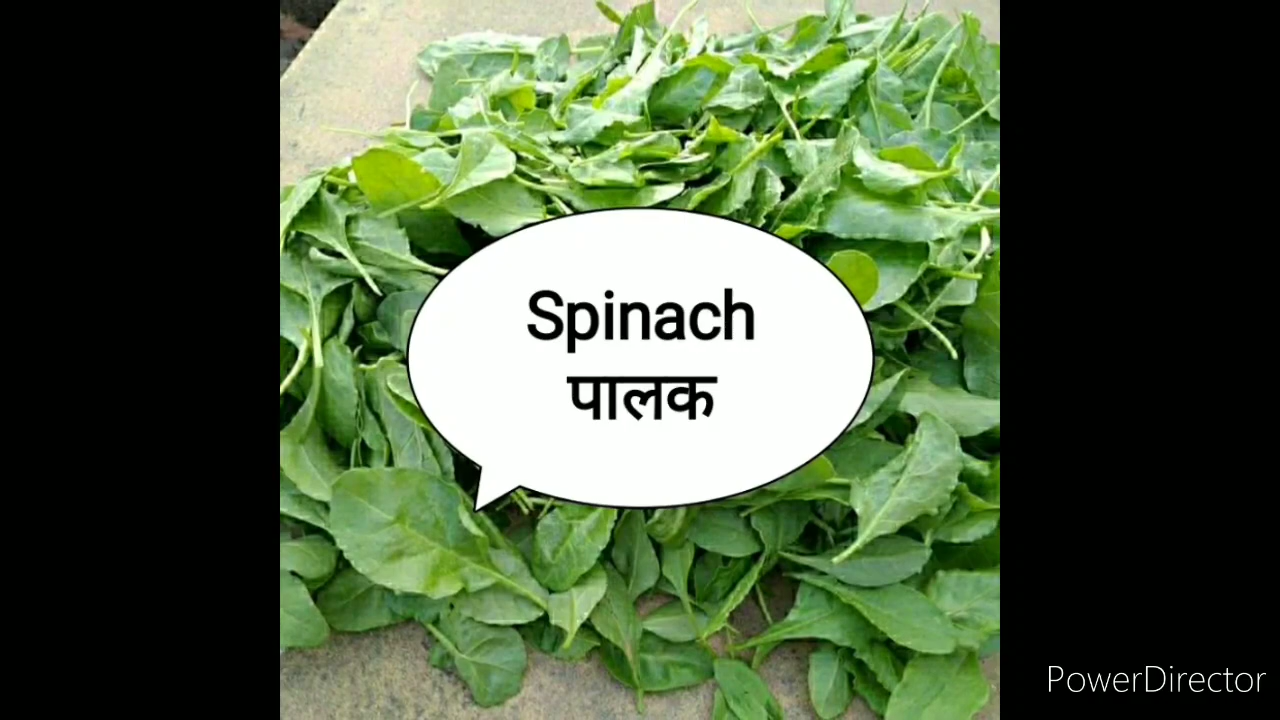 Spinach
पालक
PowerDirector